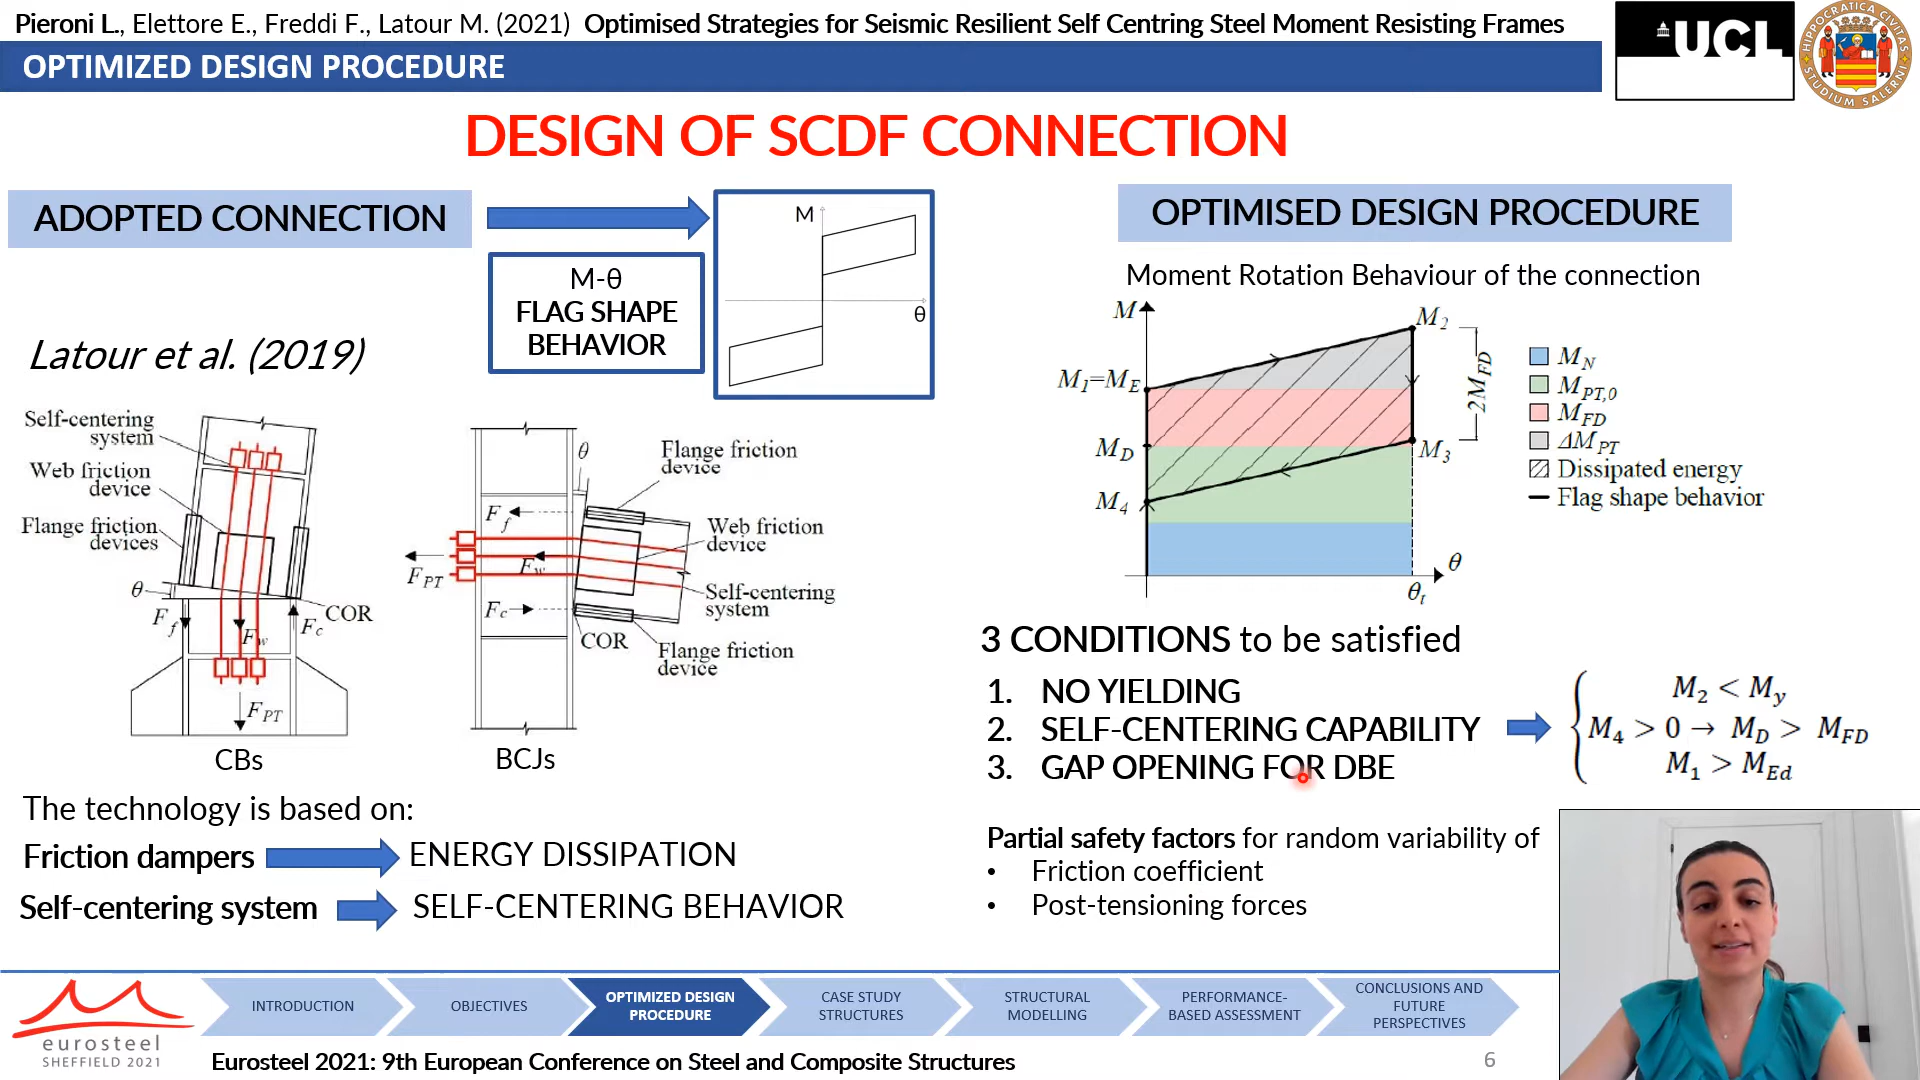 Pieroni L., Elettore E., Freddi F., Latour M. (2021) Optimised Strategies for Seismic Resilient Self Centring Steel Moment Resisting Frames
UCL
HIPPOCRATICA CIVITAS STUDIUM SALERNI
OPTIMIZED DESIGN PROCEDURE
DESIGN OF SCDF CONNECTION
ADOPTED CONNECTION
M-θ
FLAG SHAPE
BEHAVIOR
M
θ
Latour et al. (2019)
Self-centering
system
Web friction
device
Flange friction
devices
θ
F_f
F_w
F_c
COR
F_PT
CBs
θ
Flange friction
device
F_f
Web friction
device
F_w
F_PT
F_c
Self-centering
system
COR
Flange friction
device
BCJs
The technology is based on:
Friction dampers ENERGY DISSIPATION
Self-centering system SELF-CENTERING BEHAVIOR
OPTIMISED DESIGN PROCEDURE
Moment Rotation Behaviour of the connection
M
M_2
M_1=M_E
2M_FD
M_D
M_3
M_4
θ
θ_t
M_N
M_PT,0
M_FD
ΔM_PT
Dissipated energy
Flag shape behavior
3 CONDITIONS to be satisfied
1. NO YIELDING
2. SELF-CENTERING CAPABILITY
3. GAP OPENING FOR DBE
M_2 < M_y
M_4 > 0 → M_D > M_FD
M_1 > M_Ed
Partial safety factors for random variability of
• Friction coefficient
• Post-tensioning forces
eurosteel
SHEFFIELD 2021
INTRODUCTION
OBJECTIVES
OPTIMIZED DESIGN
PROCEDURE
CASE STUDY
STRUCTURES
STRUCTURAL
MODELLING
PERFORMANCE-
BASED ASSESSMENT
CONCLUSIONS AND
FUTURE
PERSPECTIVES
Eurosteel 2021: 9th European Conference on Steel and Composite Structures
6